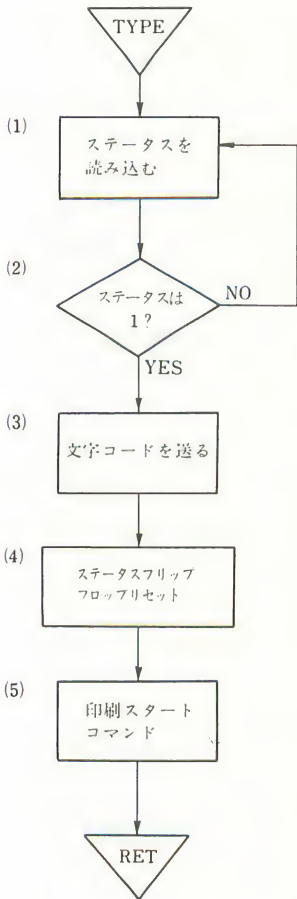 TYPE
(1)
ステータスを
読み込む
(2)
ステータスは
1?
NO
YES
(3)
文字コードを送る
(4)
ステータスフリップ
フロップリセット
(5)
印刷スタート
コマンド
RET